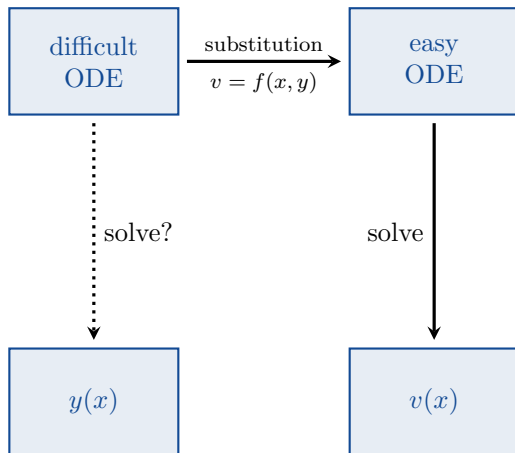 difficult
ODE
substitution
v = f(x, y)
easy
ODE
solve?
solve
y(x)
v(x)